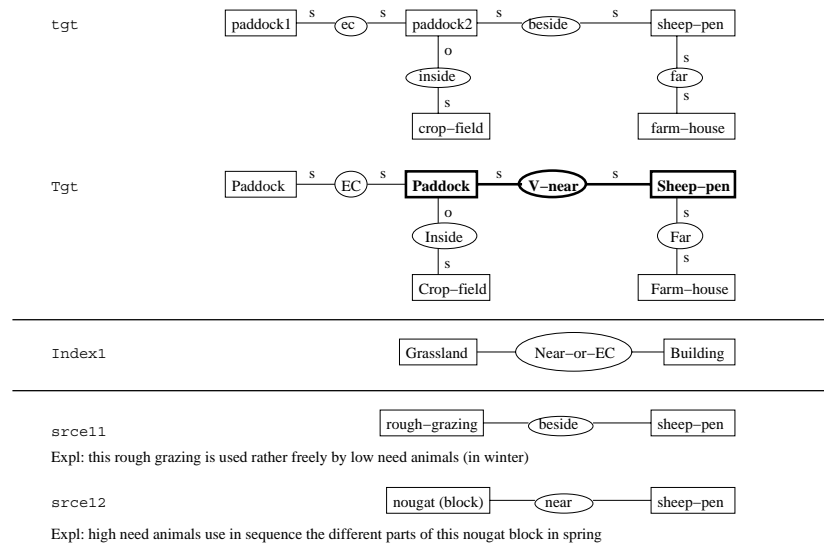 tgt paddock1 s ec s paddock2 s beside s sheep-pen
o s
inside far
s s
crop-field farm-house
Tgt Paddock s EC s Paddock s V-near s Sheep-pen
o s
Inside Far
s s
Crop-field Farm-house
Index1 Grassland Near-or-EC Building
srce11 rough-grazing beside sheep-pen
Expl: this rough grazing is used rather freely by low need animals (in winter)
srce12 nougat (block) near sheep-pen
Expl: high need animals use in sequence the different parts of this nougat block in spring